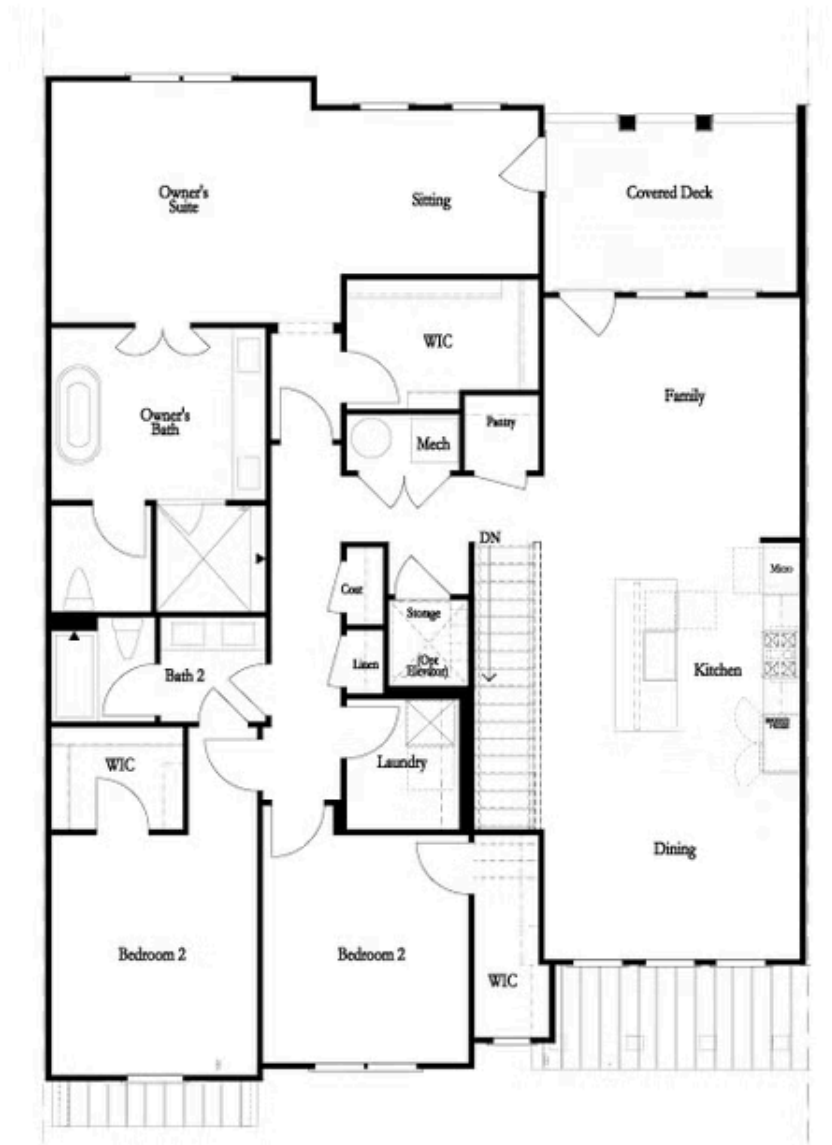 Owner's
Suite
Sitting
Covered Deck
WIC
Family
Owner's
Bath
Pantry
Mech
DN
Coat
Micro
Storage
(Opt
Elevator)
Linen
Bath 2
Kitchen
WIC
Laundry
Dining
Bedroom 2
Bedroom 2
WIC